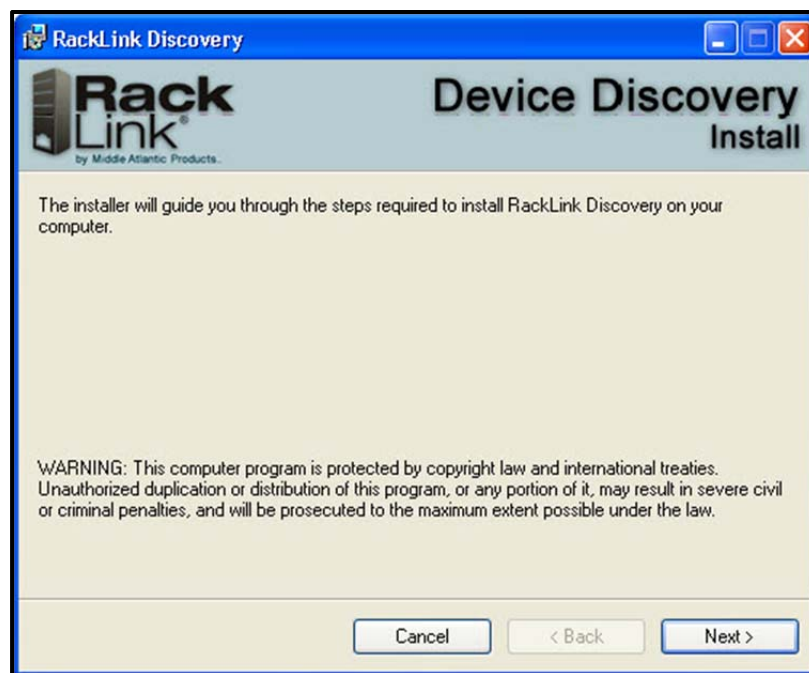 RackLink Discovery
Rack
Link®
by Middle Atlantic Products..
Device Discovery
Install
The installer will guide you through the steps required to install RackLink Discovery on your
computer.
WARNING: This computer program is protected by copyright law and international treaties.
Unauthorized duplication or distribution of this program, or any portion of it, may result in severe civil
or criminal penalties, and will be prosecuted to the maximum extent possible under the law.
Cancel
< Back
Next >